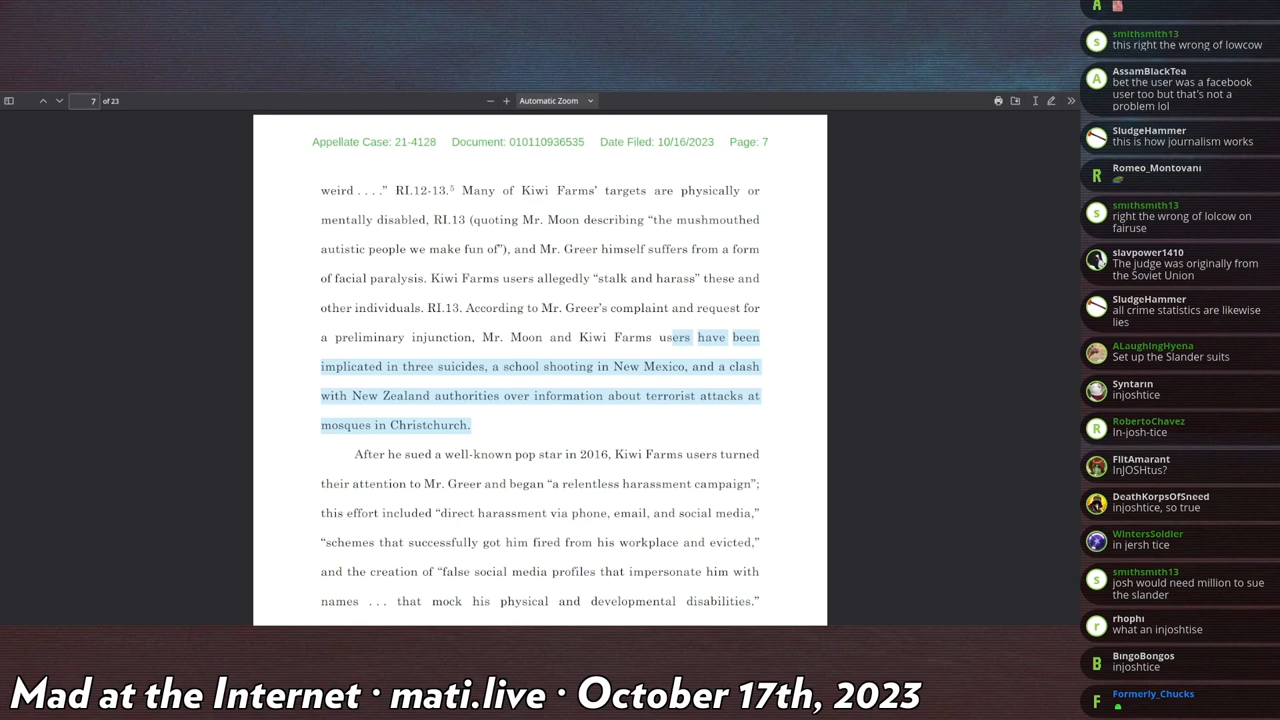 7 of 23
Automatic Zoom
Appellate Case: 21-4128 Document: 010110936535 Date Filed: 10/16/2023 Page: 7
weird . . . .” RI.12-13.⁵ Many of Kiwi Farms’ targets are physically or
mentally disabled, RI.13 (quoting Mr. Moon describing “the mushmouthed
autistic people we make fun of”), and Mr. Greer himself suffers from a form
of facial paralysis. Kiwi Farms users allegedly “stalk and harass” these and
other individuals. RI.13. According to Mr. Greer’s complaint and request for
a preliminary injunction, Mr. Moon and Kiwi Farms users have been
implicated in three suicides, a school shooting in New Mexico, and a clash
with New Zealand authorities over information about terrorist attacks at
mosques in Christchurch.
After he sued a well-known pop star in 2016, Kiwi Farms users turned
their attention to Mr. Greer and began “a relentless harassment campaign”;
this effort included “direct harassment via phone, email, and social media,”
“schemes that successfully got him fired from his workplace and evicted,”
and the creation of “false social media profiles that impersonate him with
names . . . that mock his physical and developmental disabilities.”
A
s
smithsmith13
this right the wrong of lowcow
A
AssamBlackTea
bet the user was a facebook
user too but that's not a
problem lol
SludgeHammer
this is how journalism works
R
Romeo_Montovani
s
smithsmith13
right the wrong of lolcow on
fairuse
slavpower1410
The judge was originally from
the Soviet Union
SludgeHammer
all crime statistics are likewise
lies
ALaughingHyena
Set up the Slander suits
Syntarin
injoshtice
R
RobertoChavez
In-josh-tice
FlitAmarant
InJOSHtus?
DeathKorpsOfSneed
injoshtice, so true
WintersSoldier
in jersh tice
s
smithsmith13
josh would need million to sue
the slander
r
rhophi
what an injoshtise
B
BingoBongos
injoshtice
F
Formerly_Chucks
Mad at the Internet · mati.live · October 17th, 2023